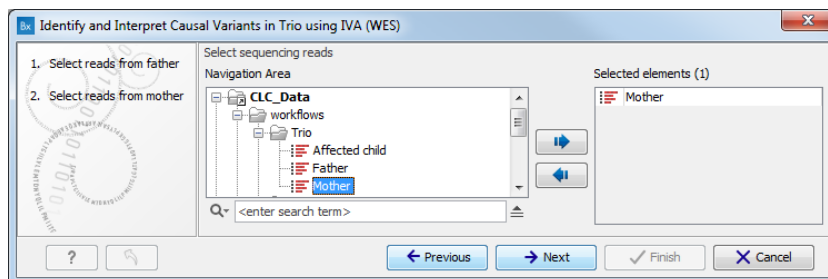 Bx Identify and Interpret Causal Variants in Trio using IVA (WES)
1. Select reads from father
2. Select reads from mother
Select sequencing reads
Navigation Area
CLC_Data
workflows
Trio
Affected child
Father
Mother
<enter search term>
Selected elements (1)
Mother
?
Previous
Next
Finish
Cancel